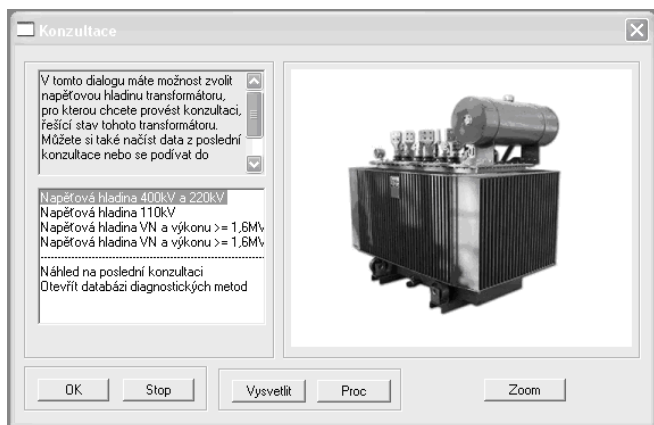 Konzultace
V tomto dialogu máte možnost zvolit
napěťovou hladinu transformátoru,
pro kterou chcete provést konzultaci,
řešící stav tohoto transformátoru.
Můžete si také načíst data z poslední
konzultace nebo se podívat do
Napěťová hladina 400kV a 220kV
Napěťová hladina 110kV
Napěťová hladina VN a výkonu >= 1,6MV
Napěťová hladina VN a výkonu >= 1,6MV
Náhled na poslední konzultaci
Otevřít databázi diagnostických metod
OK Stop Vysvetlit Proc Zoom